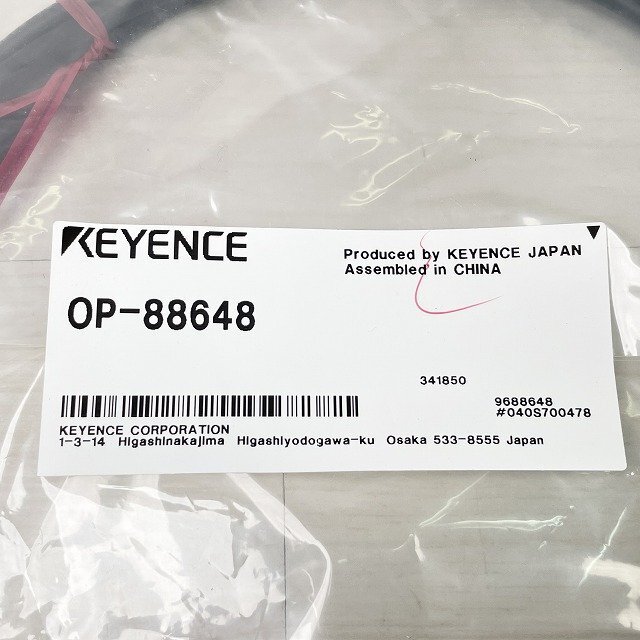 KEYENCE
Produced by KEYENCE JAPAN
Assembled in CHINA
OP-88648
341850
9688648
#040S700478
KEYENCE CORPORATION
1-3-14 Higashinakajima Higashiyodogawa-ku Osaka 533-8555 Japan